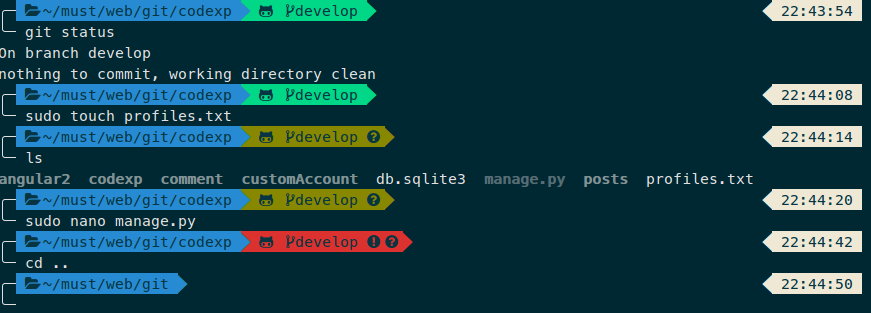 ~/must/web/git/codexp develop 22:43:54
git status
On branch develop
nothing to commit, working directory clean
~/must/web/git/codexp develop 22:44:08
sudo touch profiles.txt
~/must/web/git/codexp develop ? 22:44:14
ls
angular2 codexp comment customAccount db.sqlite3 manage.py posts profiles.txt
~/must/web/git/codexp develop ? 22:44:20
sudo nano manage.py
~/must/web/git/codexp develop ! ? 22:44:42
cd ..
~/must/web/git 22:44:50